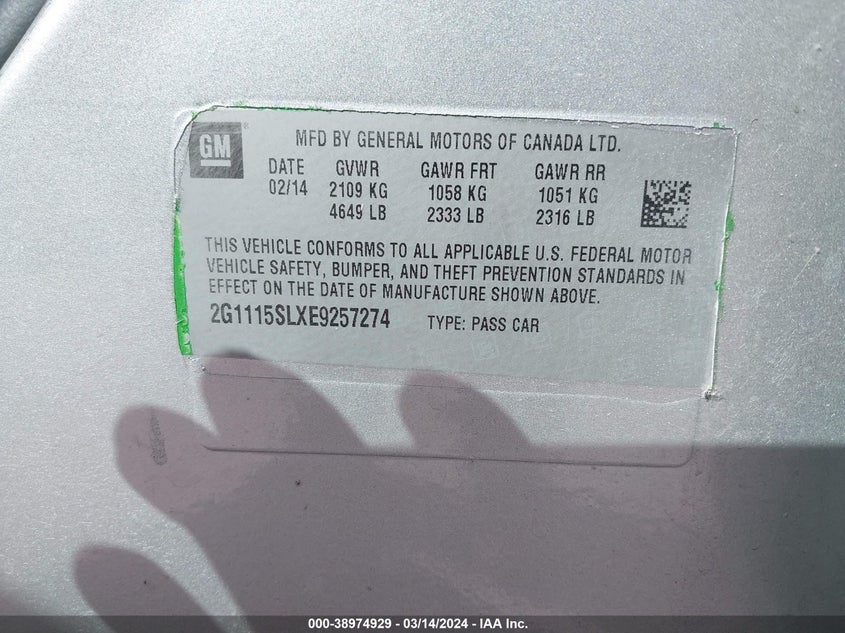 GM
MFD BY GENERAL MOTORS OF CANADA LTD.
DATE GVWR GAWR FRT GAWR RR
02/14 2109 KG 1058 KG 1051 KG
4649 LB 2333 LB 2316 LB
THIS VEHICLE CONFORMS TO ALL APPLICABLE U.S. FEDERAL MOTOR
VEHICLE SAFETY, BUMPER, AND THEFT PREVENTION STANDARDS IN
EFFECT ON THE DATE OF MANUFACTURE SHOWN ABOVE.
2G1115SLXE9257274 TYPE: PASS CAR
000-38974929 - 03/14/2024 - IAA Inc.